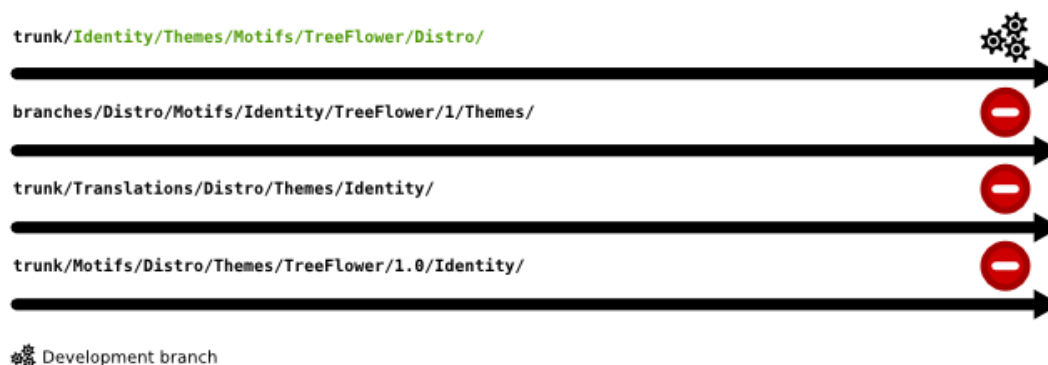 trunk/Identity/Themes/Motifs/TreeFlower/Distro/
branches/Distro/Motifs/Identity/TreeFlower/1/Themes/
trunk/Translations/Distro/Themes/Identity/
trunk/Motifs/Distro/Themes/TreeFlower/1.0/Identity/
Development branch